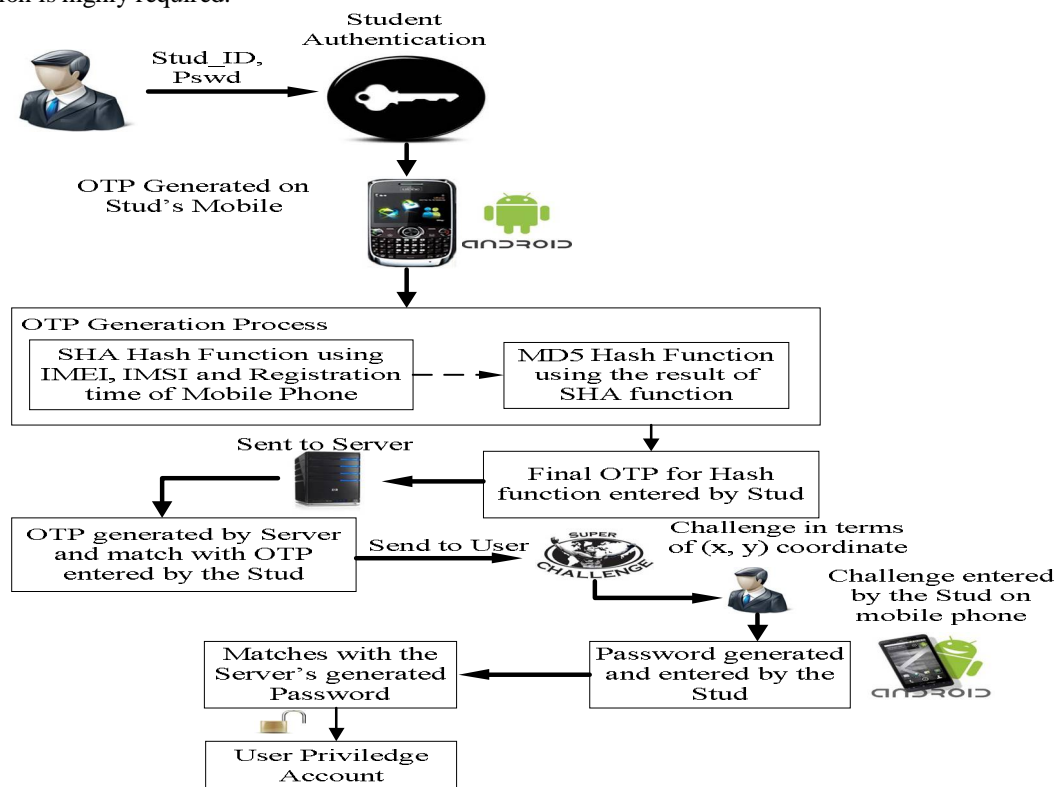 ion is highly required.
Student
Authentication
Stud_ID,
Pswd
OTP Generated on
Stud's Mobile
ANDROID
OTP Generation Process
SHA Hash Function using
IMEI, IMSI and Registration
time of Mobile Phone
MD5 Hash Function
using the result of
SHA function
Sent to Server
Final OTP for Hash
function entered by Stud
OTP generated by Server
and match with OTP
entered by the Stud
Send to User
SUPER
CHALLENGE
Challenge in terms
of (x, y) coordinate
Challenge entered
by the Stud on
mobile phone
ANDROID
Password generated
and entered by the
Stud
Matches with the
Server's generated
Password
User Priviledge
Account